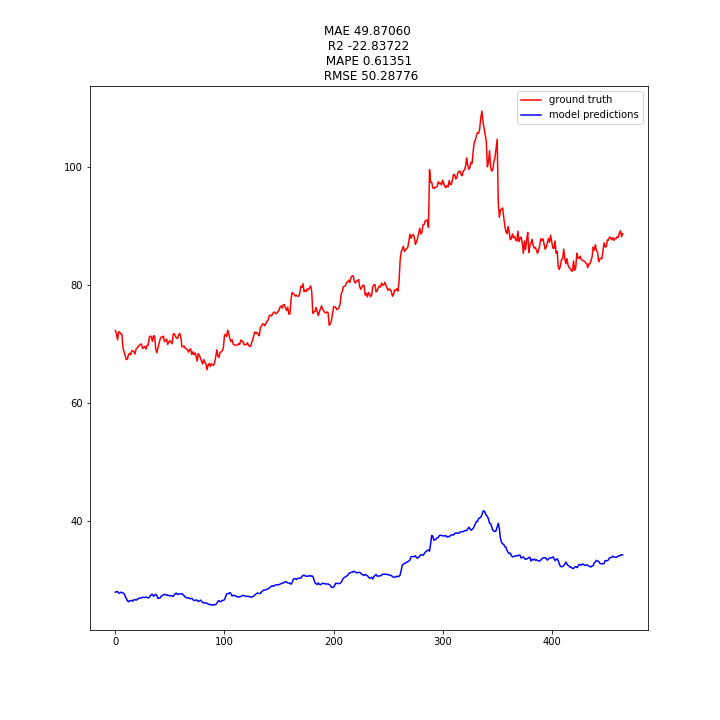 MAE 49.87060
R2 -22.83722
MAPE 0.61351
RMSE 50.28776
ground truth
model predictions
100
80
60
40
0 100 200 300 400